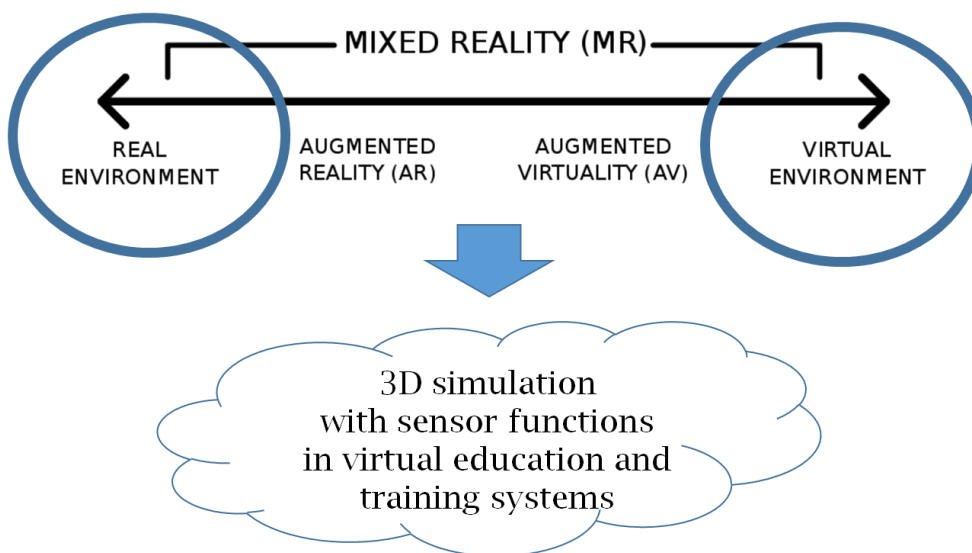 MIXED REALITY (MR)
REAL
ENVIRONMENT
AUGMENTED
REALITY (AR)
AUGMENTED
VIRTUALITY (AV)
VIRTUAL
ENVIRONMENT
3D simulation
with sensor functions
in virtual education and
training systems